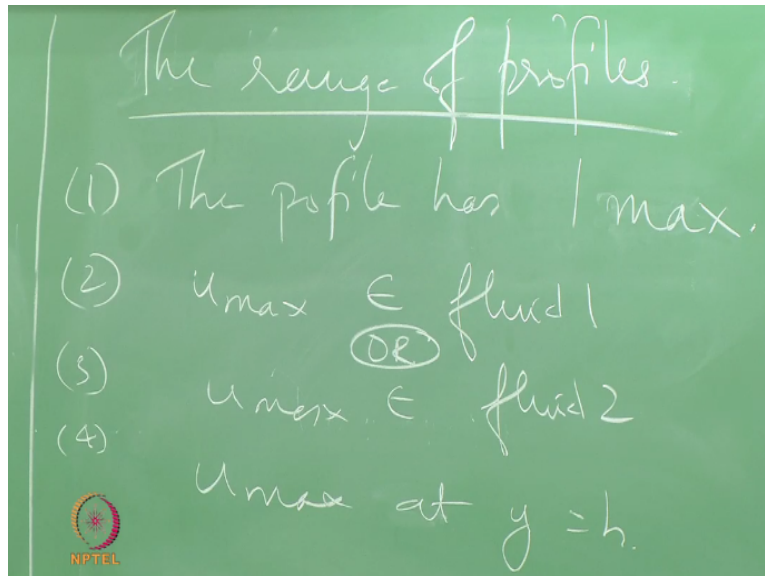 The range of profiles.
(1) The pofile has 1 max.
(2) umax ∈ fluid 1
OR
(3) umax ∈ fluid 2
(4) umax at y = h.
NPTEL